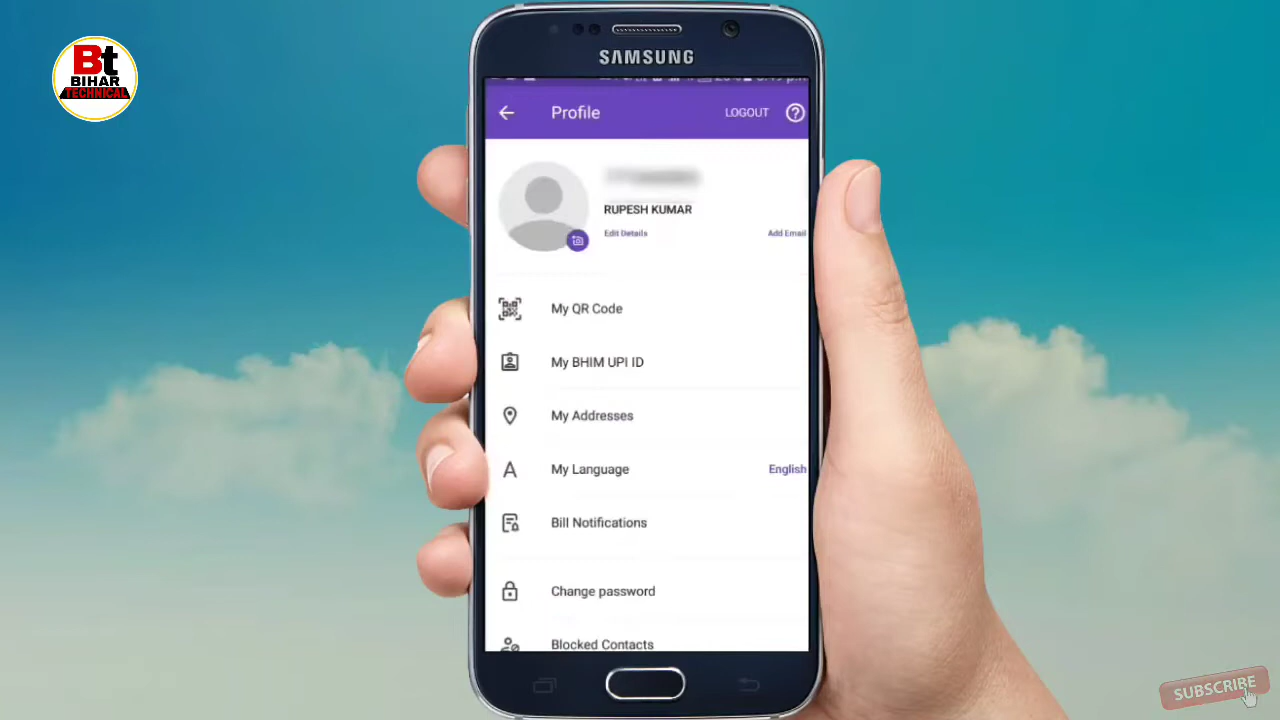 Bt
BIHAR
TECHNICAL
SAMSUNG
Profile
LOGOUT
RUPESH KUMAR
Edit Details
Add Email
My QR Code
My BHIM UPI ID
My Addresses
My Language
English
Bill Notifications
Change password
Blocked Contacts
SUBSCRIBE